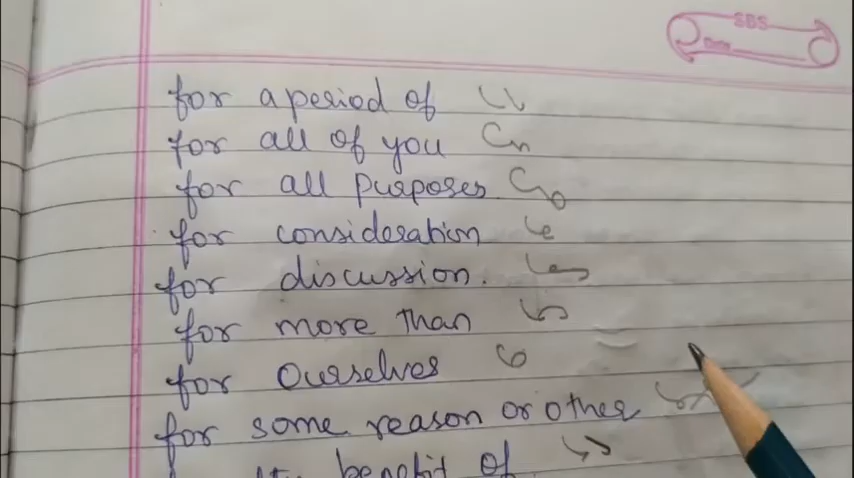 SBS
Date
for a period of
for all of you
for all purposes
for consideration
for discussion.
for more than
for ourselves
for some reason or other
benefit of